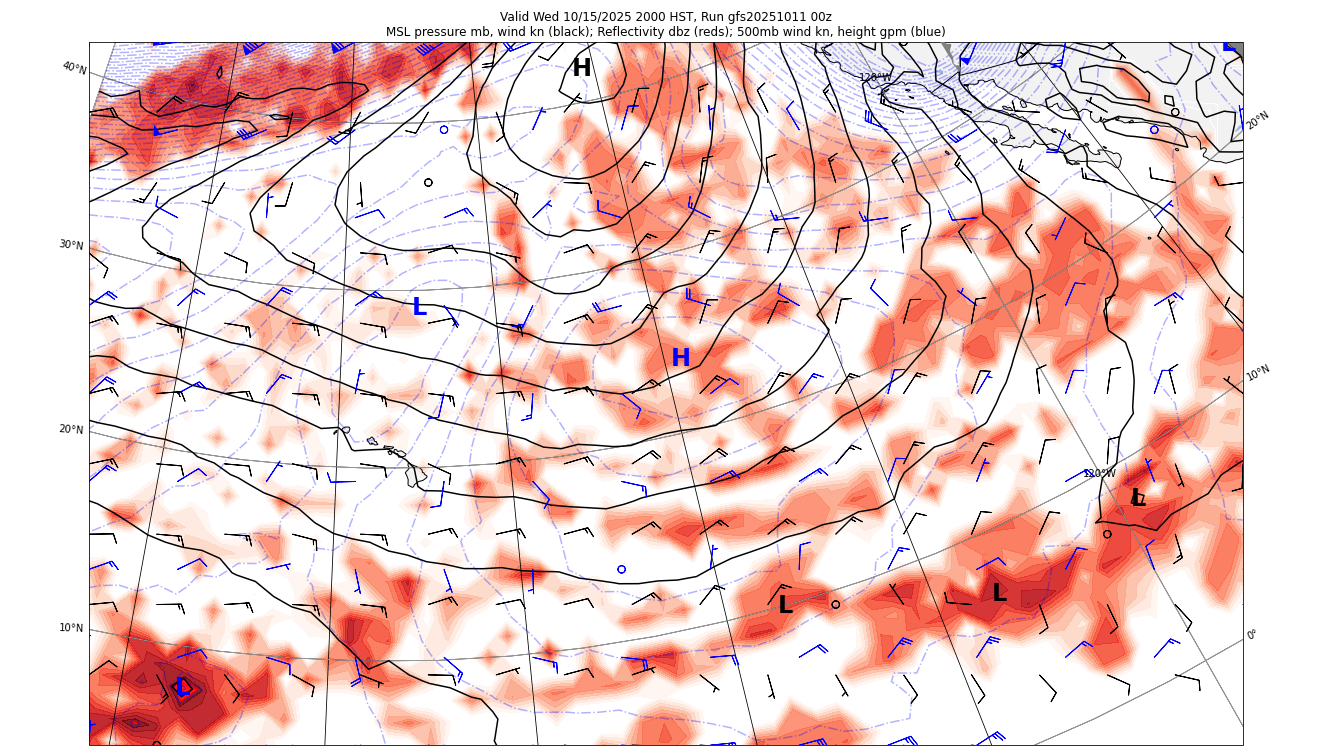 Valid Wed 10/15/2025 2000 HST, Run gfs20251011 00z
MSL pressure mb, wind kn (black); Reflectivity dbz (reds); 500mb wind kn, height gpm (blue)
L
40°N
H
120°W
20°N
30°N
L
H
10°N
20°N
120°W
L
L
L
10°N
0°
L